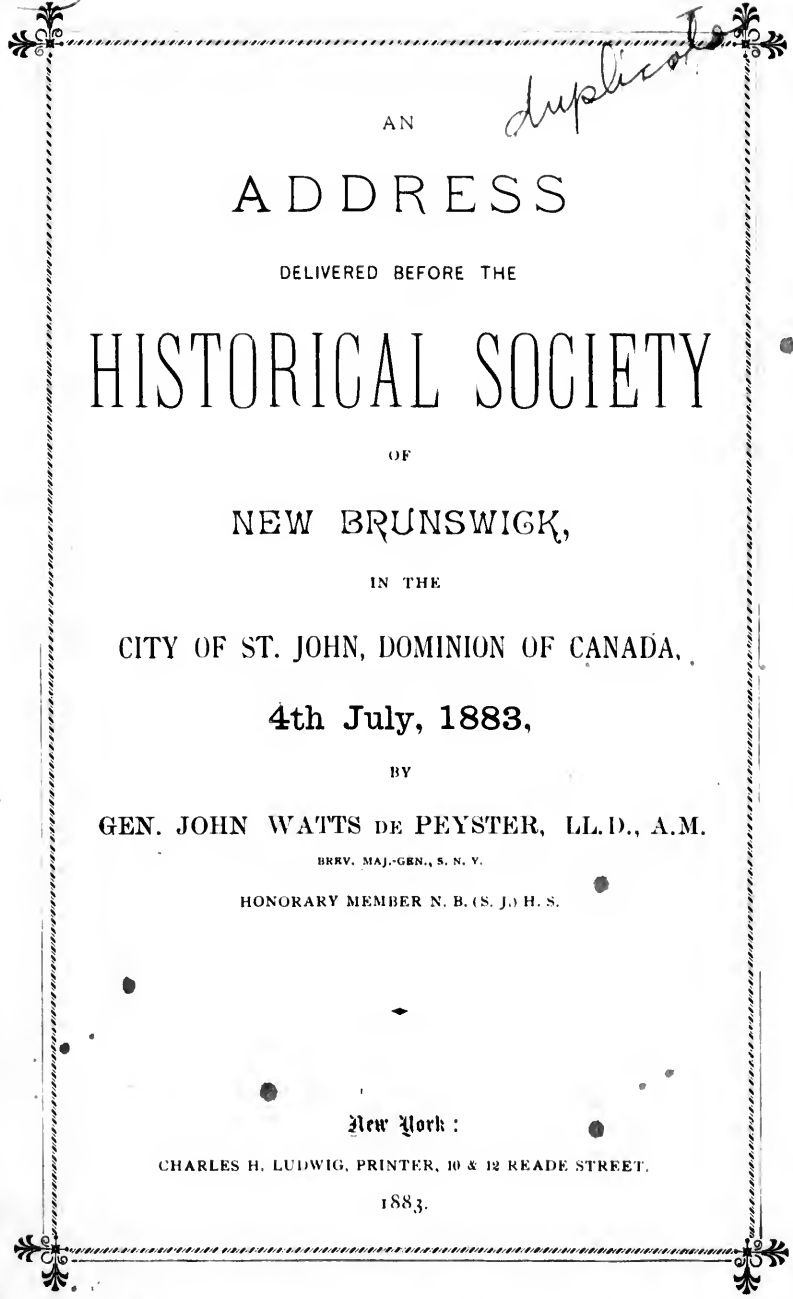 duplicate
AN
ADDRESS
DELIVERED BEFORE THE
HISTORICAL SOCIETY
OF
NEW BRUNSWICK,
IN THE
CITY OF ST. JOHN, DOMINION OF CANADA,
4th July, 1883,
BY
GEN. JOHN WATTS DE PEYSTER, LL.D., A.M.
BREV. MAJ.-GEN., S. N. Y.
HONORARY MEMBER N. B. (S. J.) H. S.
New York:
CHARLES H. LUDWIG, PRINTER, 10 & 12 READE STREET.
1883.